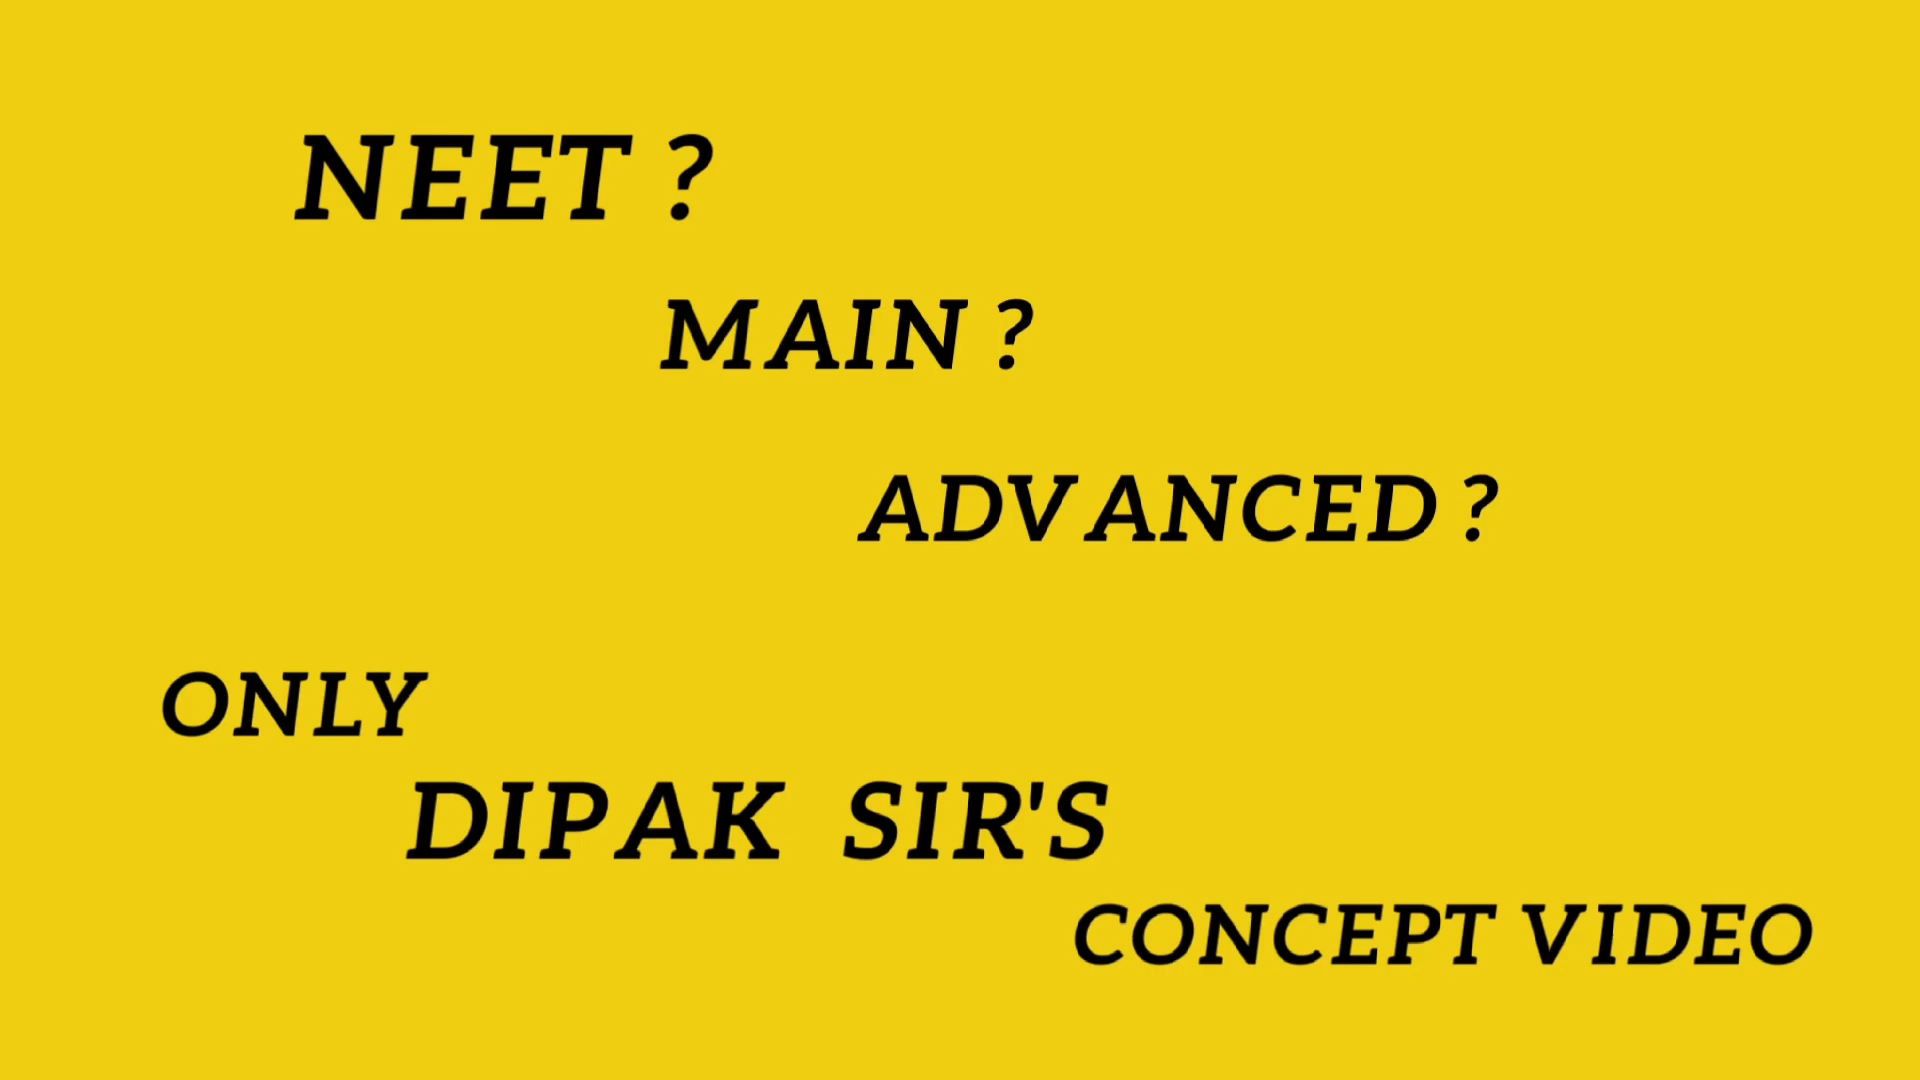 NEET ?
MAIN ?
ADVANCED ?
ONLY
DIPAK SIR'S
CONCEPT VIDEO